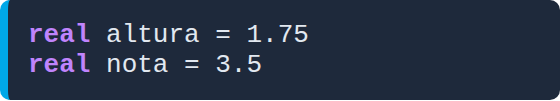 real altura = 1.75
real nota = 3.5